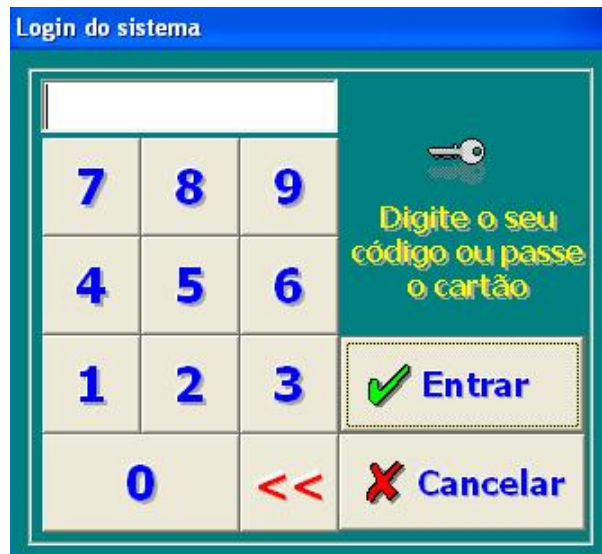 Login do sistema
7 8 9
Digite o seu
código ou passe
o cartão
4 5 6
1 2 3
Entrar
0 <<
Cancelar